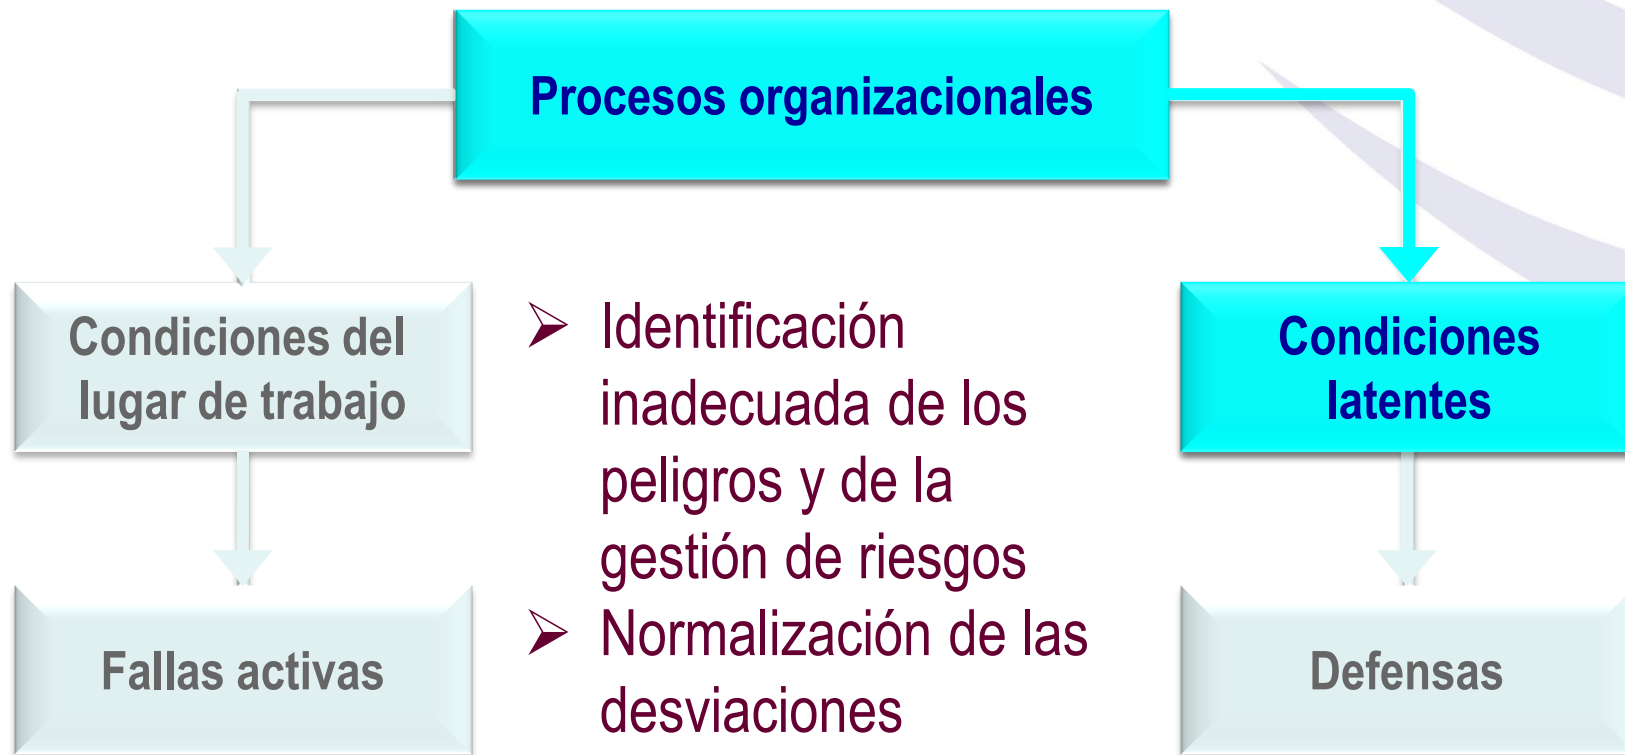 Procesos organizacionales
Condiciones del
lugar de trabajo
Fallas activas
➢ Identificación
inadecuada de los
peligros y de la
gestión de riesgos
➢ Normalización de las
desviaciones
Condiciones
latentes
Defensas